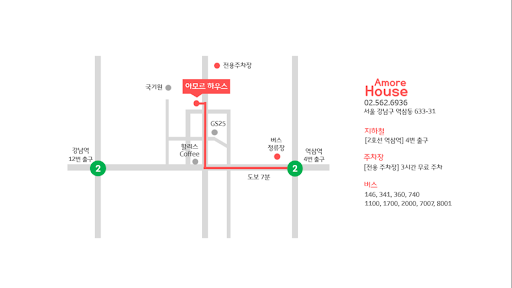 전용주차장
국기원
아모르 하우스
GS25
할리스
Coffee
버스
정류장
강남역
12번 출구
2
역삼역
4번 출구
2
도보 7분
Amore
House
02.562.6936
서울 강남구 역삼동 633-31
지하철
[2호선 역삼역] 4번 출구
주차장
[전용 주차장] 3시간 무료 주차
버스
146, 341, 360, 740
1100, 1700, 2000, 7007, 8001